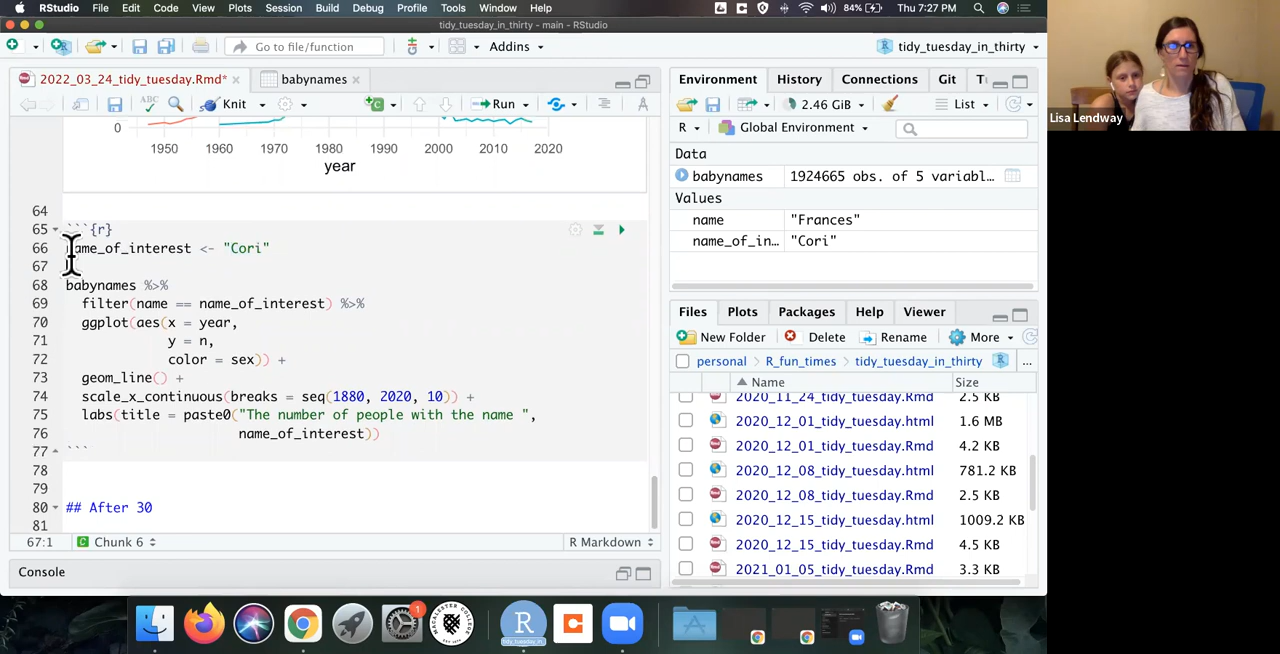 RStudio File Edit Code View Plots Session Build Debug Profile Tools Window Help 84% Thu 7:27 PM
tidy_tuesday_in_thirty - main - RStudio
Go to file/function Addins tidy_tuesday_in_thirty
2022_03_24_tidy_tuesday.Rmd* babynames
ABC Knit Run
0
1950 1960 1970 1980 1990 2000 2010 2020
year
64
65 ```{r}
66 name_of_interest <- "Cori"
67
68 babynames %>%
69 filter(name == name_of_interest) %>%
70 ggplot(aes(x = year,
71 y = n,
72 color = sex)) +
73 geom_line() +
74 scale_x_continuous(breaks = seq(1880, 2020, 10)) +
75 labs(title = paste0("The number of people with the name ",
76 name_of_interest))
77 ```
78
79
80 ## After 30
81
67:1 Chunk 6 R Markdown
Console
Environment History Connections Git
2.46 GiB List
R Global Environment
Data
babynames 1924665 obs. of 5 variabl…
Values
name "Frances"
name_of_in… "Cori"
Files Plots Packages Help Viewer
New Folder Delete Rename More
personal R_fun_times tidy_tuesday_in_thirty ...
Name Size
2020_11_24_tidy_tuesday.Rmd 2.5 KB
2020_12_01_tidy_tuesday.html 1.6 MB
2020_12_01_tidy_tuesday.Rmd 4.2 KB
2020_12_08_tidy_tuesday.html 781.2 KB
2020_12_08_tidy_tuesday.Rmd 2.5 KB
2020_12_15_tidy_tuesday.html 1009.2 KB
2020_12_15_tidy_tuesday.Rmd 4.5 KB
2021_01_05_tidy_tuesday.Rmd 3.3 KB
Lisa Lendway
1